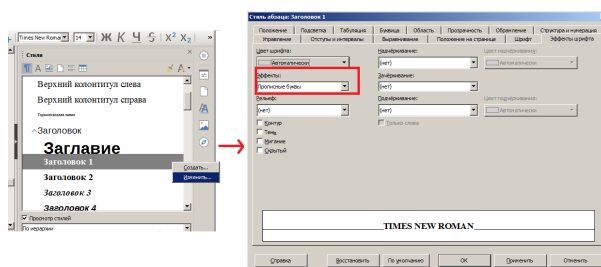 Times New Roman 14 Ж К Ч S X² X₂ »
Стили
Верхний колонтитул слева
Верхний колонтитул справа
Горизонтальная линия
Заголовок
Заглавие
Заголовок 1
Заголовок 2
Заголовок 3
Заголовок 4
Просмотр стилей
По иерархии
Создать...
Изменить...
Стиль абзаца: Заголовок 1
Положение Подсветка Табуляция Буквица Область Прозрачность Обрамление Структура и нумерация
Управление Отступы и интервалы Выравнивание Положение на странице Шрифт Эффекты шрифта
Цвет шрифта: Надчёркивание: Цвет надчёркивания:
Автоматически (нет) Автоматически
Эффекты: Зачёркивание:
Прописные буквы (нет)
Рельеф: Подчёркивание: Цвет подчёркивания:
(нет) (нет) Автоматически
Контур Только слова
Тень
Мигание
Скрытый
TIMES NEW ROMAN
Справка Восстановить По умолчанию OK Применить Отменить